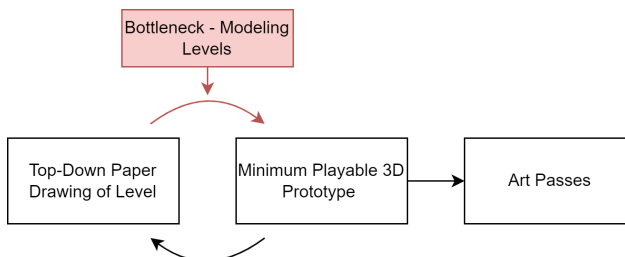 Bottleneck - Modeling
Levels
Top-Down Paper
Drawing of Level
Minimum Playable 3D
Prototype
Art Passes